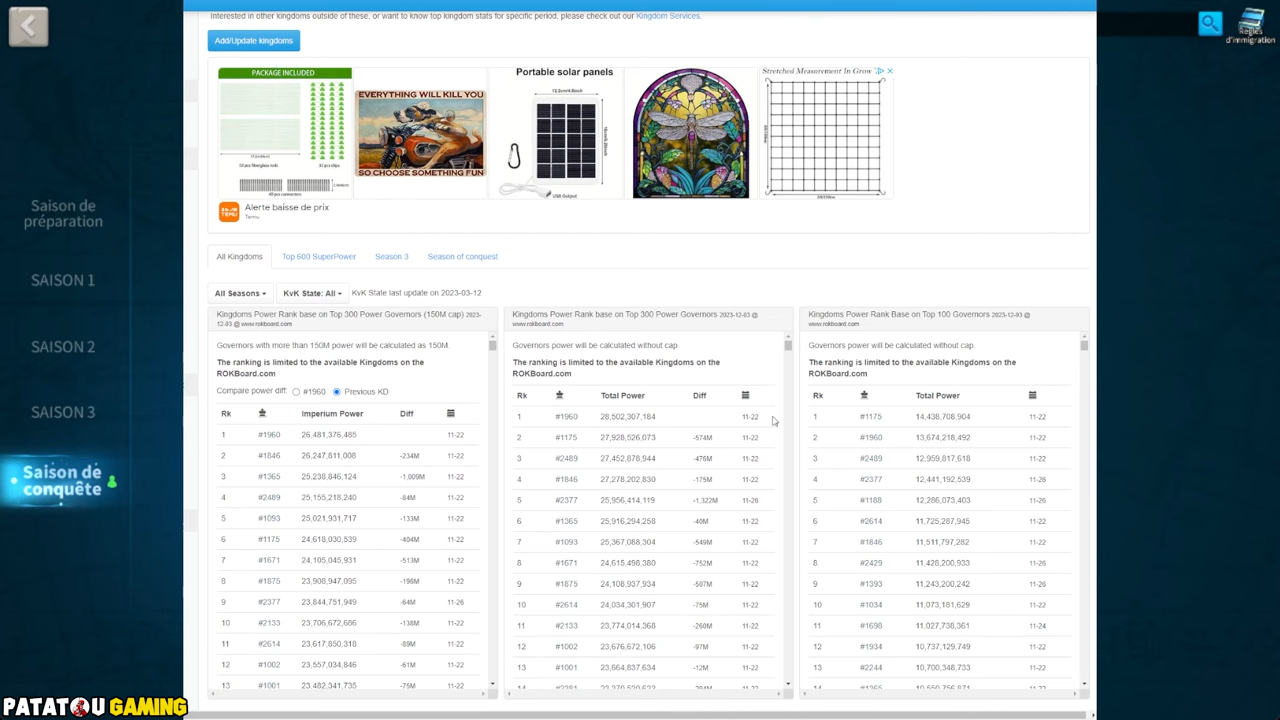 Interested in other kingdoms outside of these, or want to know top kingdom stats for specific period, please check out our Kingdom Services.
Règles d'immigration
Add/Update kingdoms
PACKAGE INCLUDED
EVERYTHING WILL KILL YOU
SO CHOOSE SOMETHING FUN
Portable solar panels
USB Output
Stretched Measurement In Grow
Alerte baisse de prix
Temu
Saison de préparation
SAISON 1
SAISON 2
SAISON 3
Saison de conquête
All Kingdoms
Top 600 SuperPower
Season 3
Season of conquest
All Seasons
KvK State: All
KvK State last update on 2023-03-12
Kingdoms Power Rank base on Top 300 Power Governors (150M cap) 2023-12-03 @ www.rokboard.com
Governors with more than 150M power will be calculated as 150M.
The ranking is limited to the available Kingdoms on the ROKBoard.com
Compare power diff: #1960 Previous KD
Rk Imperium Power Diff
1 #1960 26,481,376,485 11-22
2 #1846 26,247,811,008 -234M 11-22
3 #1365 25,238,846,124 -1,009M 11-22
4 #2489 25,155,218,240 -84M 11-22
5 #1093 25,021,931,717 -133M 11-22
6 #1175 24,618,030,539 -404M 11-22
7 #1671 24,105,045,931 -513M 11-22
8 #1875 23,908,947,095 -196M 11-22
9 #2377 23,844,751,949 -64M 11-26
10 #2133 23,706,672,686 -138M 11-22
11 #2614 23,617,850,318 -89M 11-22
12 #1002 23,557,034,846 -61M 11-22
13 #1001 23,482,341,735 -75M 11-22
Kingdoms Power Rank base on Top 300 Power Governors 2023-12-03 @ www.rokboard.com
Governors power will be calculated without cap.
The ranking is limited to the available Kingdoms on the ROKBoard.com
Rk Total Power Diff
1 #1960 28,502,307,184 11-22
2 #1175 27,928,526,073 -574M 11-22
3 #2489 27,452,878,944 -476M 11-22
4 #1846 27,278,202,830 -175M 11-22
5 #2377 25,956,414,119 -1,322M 11-26
6 #1365 25,916,294,258 -40M 11-22
7 #1093 25,367,088,304 -549M 11-22
8 #1671 24,615,498,380 -752M 11-22
9 #1875 24,108,937,934 -507M 11-22
10 #2614 24,034,301,907 -75M 11-22
11 #2133 23,774,014,368 -260M 11-22
12 #1002 23,676,672,106 -97M 11-22
13 #1001 23,664,837,634 -12M 11-22
Kingdoms Power Rank Base on Top 100 Governors 2023-12-03 @ www.rokboard.com
Governors power will be calculated without cap.
The ranking is limited to the available Kingdoms on the ROKBoard.com
Rk Total Power
1 #1175 14,438,708,904 11-22
2 #1960 13,674,218,492 11-22
3 #2489 12,959,817,618 11-22
4 #2377 12,441,192,539 11-26
5 #1188 12,286,073,403 11-26
6 #2614 11,725,287,945 11-22
7 #1846 11,511,797,282 11-22
8 #2429 11,428,200,933 11-26
9 #1393 11,243,200,242 11-26
10 #1034 11,073,181,629 11-22
11 #1698 11,027,738,361 11-24
12 #1934 10,737,129,749 11-22
13 #2244 10,700,348,733 11-22
PATATOU GAMING